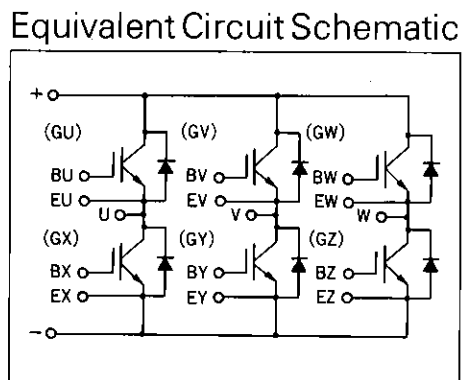 Equivalent Circuit Schematic
+
(GU) (GV) (GW)
BU BV BW
EU EV EW
U V W
(GX) (GY) (GZ)
BX BY BZ
EX EY EZ
-